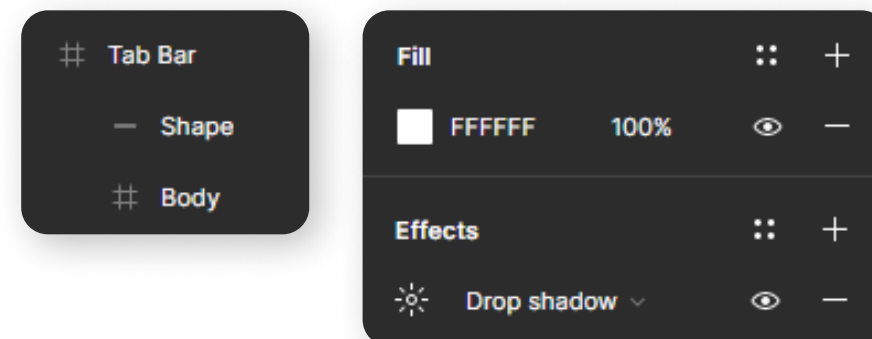 Tab Bar
Shape
Body
Fill
FFFFFF 100%
Effects
Drop shadow